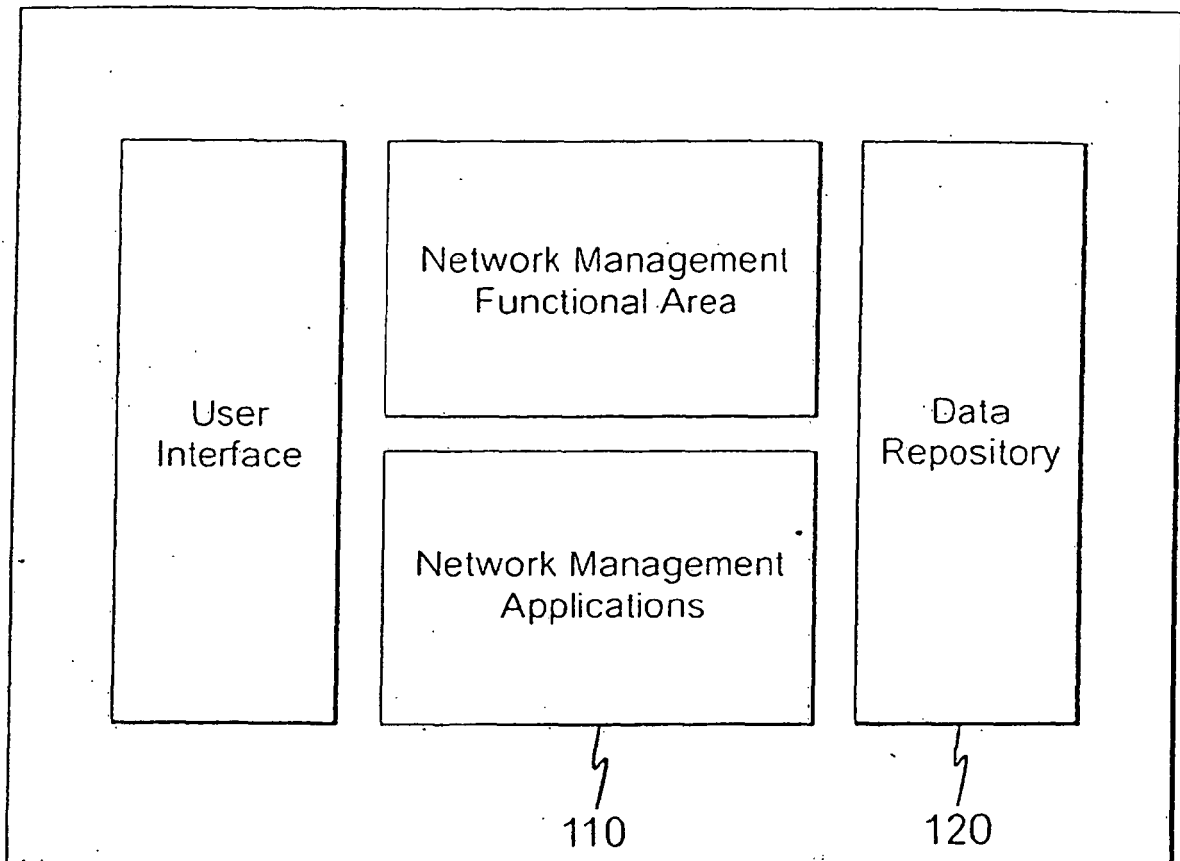 Network Management
Functional Area
User
Interface
Data
Repository
Network Management
Applications
110
120